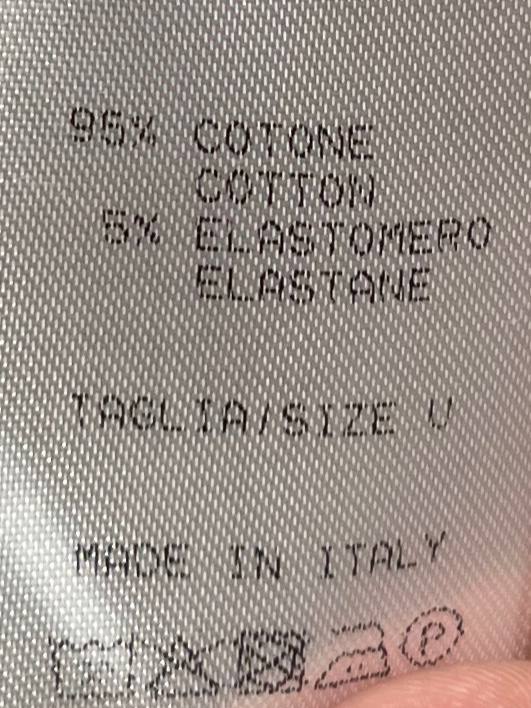 95% COTONE
COTTON
5% ELASTOMERO
ELASTANE
TAGLIA/SIZE U
MADE IN ITALY
P